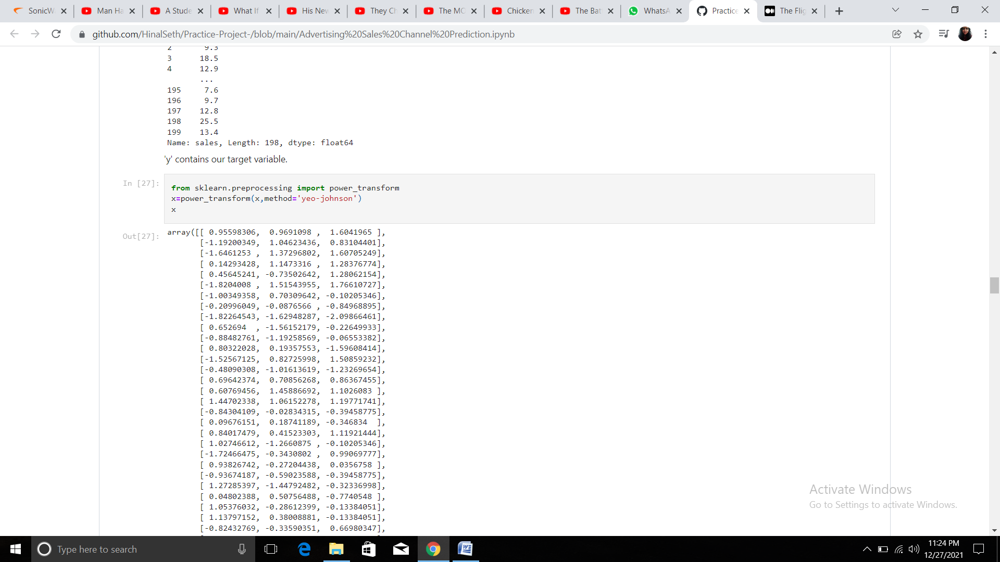 SonicW
Man Ha
A Stude
What If
His New
They Ch
The MC
Chicken
The Bat
WhatsA
Practice
The Flig
github.com/HinalSeth/Practice-Project-/blob/main/Advertising%20Sales%20Channel%20Prediction.ipynb
2 9.3
3 18.5
4 12.9
...
195 7.6
196 9.7
197 12.8
198 25.5
199 13.4
Name: sales, Length: 198, dtype: float64
'y' contains our target variable.
In [27]:
from sklearn.preprocessing import power_transform
x=power_transform(x,method='yeo-johnson')
x
Out[27]:
array([[ 0.95598306, 0.9691098 , 1.6041965 ],
[-1.19200349, 1.04623436, 0.83104401],
[-1.6461253 , 1.37296802, 1.60705249],
[ 0.14293428, 1.1473316 , 1.28376774],
[ 0.45645241, -0.73502642, 1.28062154],
[-1.8204008 , 1.51543955, 1.76610727],
[-1.00349358, 0.70309642, -0.10205346],
[-0.20996049, -0.0876566 , -0.84968895],
[-1.82264543, -1.62948287, -2.09866461],
[ 0.652694 , -1.56152179, -0.22649933],
[-0.88482761, -1.19258569, -0.06553382],
[ 0.80322028, 0.19357553, -1.59608414],
[-1.52567125, 0.82725998, 1.50859232],
[-0.48090308, -1.01613619, -1.23269654],
[ 0.69642374, 0.70856268, 0.86367455],
[ 0.60769456, 1.45886692, 1.1026083 ],
[ 1.44702338, 1.06152278, 1.19771741],
[-0.84304109, -0.02834315, -0.39458775],
[ 0.09676151, 0.18741189, -0.346834 ],
[ 0.84017479, 0.41523303, 1.11921444],
[ 1.02746612, -1.2660875 , -0.10205346],
[-1.72466475, -0.3430802 , 0.99069777],
[ 0.93826742, -0.27204438, 0.0356758 ],
[-0.93674187, -0.59023588, -0.39458775],
[ 1.27285397, -1.44792482, -0.32336998],
[ 0.04802388, 0.50756488, -0.7740548 ],
[ 1.05376032, -0.28612399, -0.13384051],
[ 1.13797152, 0.38008881, -0.13384051],
[-0.82432769, -0.33590351, 0.66980347],
Activate Windows
Go to Settings to activate Windows.
Type here to search
11:24 PM
12/27/2021